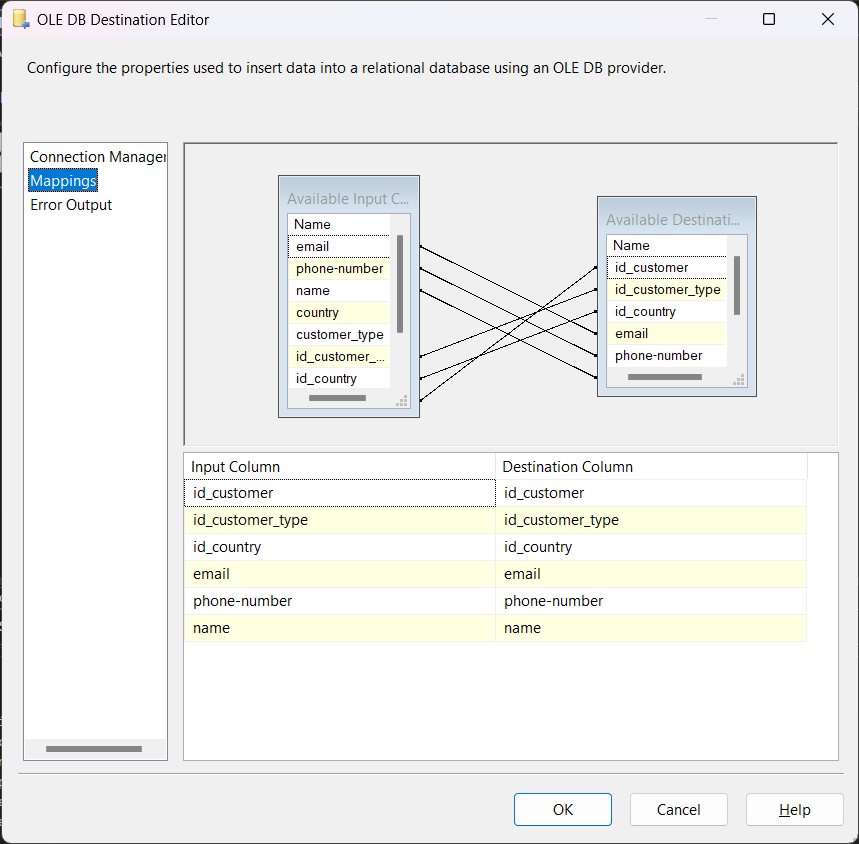 OLE DB Destination Editor
Configure the properties used to insert data into a relational database using an OLE DB provider.
Connection Manager
Mappings
Error Output
Available Input C...
Name
email
phone-number
name
country
customer_type
id_customer_...
id_country
Available Destinati...
Name
id_customer
id_customer_type
id_country
email
phone-number
Input Column Destination Column
id_customer id_customer
id_customer_type id_customer_type
id_country id_country
email email
phone-number phone-number
name name
OK Cancel Help